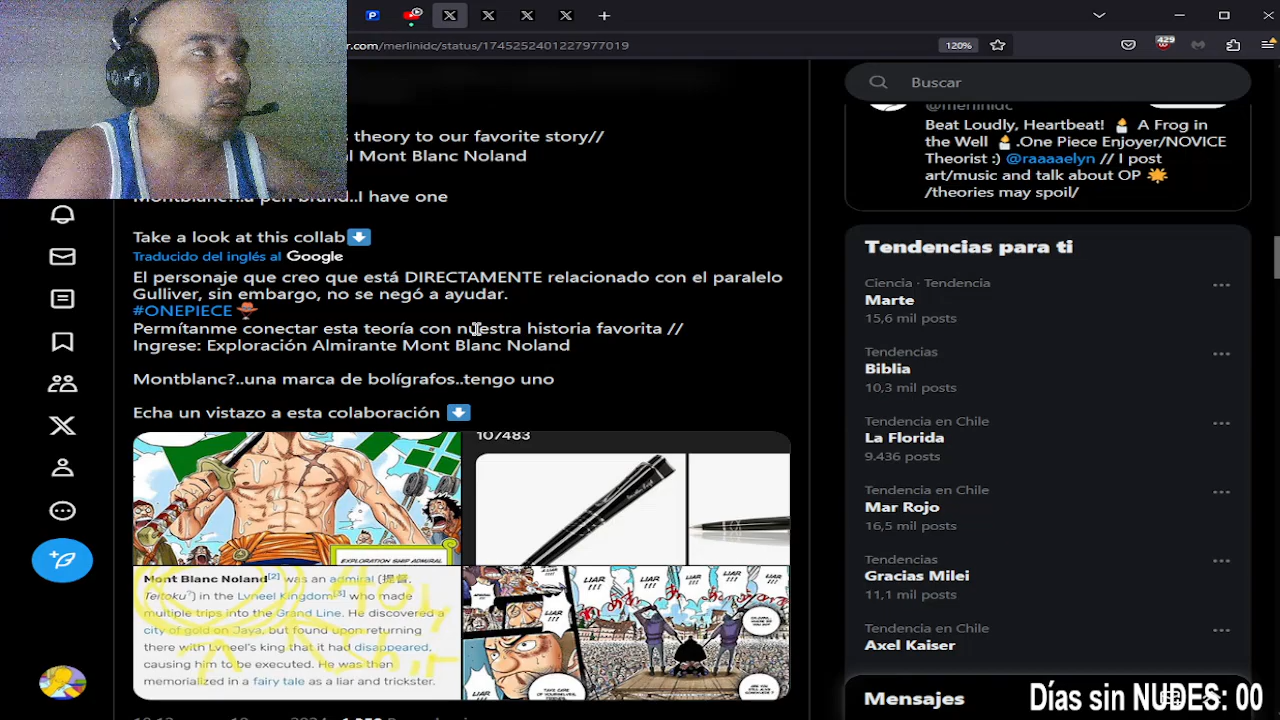 P
X
X
X
X
+
r.com/merlinidc/status/1745252401227977019
120%
429
Buscar
@merlinidc
Beat Loudly, Heartbeat! A Frog in
the Well .One Piece Enjoyer/NOVICE
Theorist :) @raaaaelyn // I post
art/music and talk about OP
/theories may spoil/
theory to our favorite story//
l Mont Blanc Noland
Montblanc?..a pen brand..I have one
Take a look at this collab
Traducido del inglés al Google
El personaje que creo que está DIRECTAMENTE relacionado con el paralelo
Gulliver, sin embargo, no se negó a ayudar.
#ONEPIECE
Permítanme conectar esta teoría con nuestra historia favorita //
Ingrese: Exploración Almirante Mont Blanc Noland
Montblanc?..una marca de bolígrafos..tengo uno
Echa un vistazo a esta colaboración
107483
EXPLORATION SHIP ADMIRAL
Mont Blanc Noland[2] was an admiral (提督,
Teitoku?) in the Lvneel Kingdom[3] who made
multiple trips into the Grand Line. He discovered a
city of gold on Jaya, but found upon returning
there with Lvneel's king that it had disappeared,
causing him to be executed. He was then
memorialized in a fairy tale as a liar and trickster.
LIAR!!!
LIAR!!!
LIAR!!!
LIAR!!!
LIAR!!!
LIAR!!!
LIAR!!!
LIAR!!!
Tendencias para ti
Ciencia · Tendencia
Marte
15,6 mil posts
Tendencias
Biblia
10,3 mil posts
Tendencia en Chile
La Florida
9.436 posts
Tendencia en Chile
Mar Rojo
16,5 mil posts
Tendencias
Gracias Milei
11,1 mil posts
Tendencia en Chile
Axel Kaiser
Mensajes
Días sin NUDES: 00